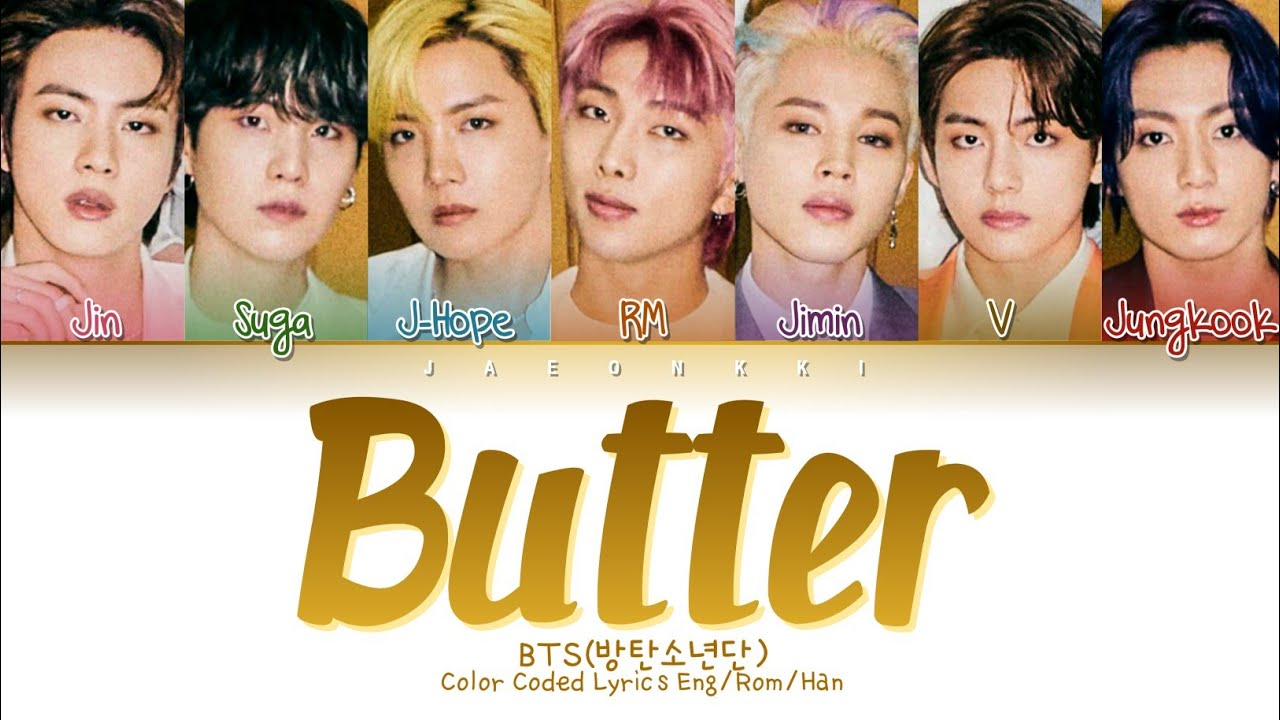 Jin Suga J-Hope RM Jimin V Jungkook
JAEONKKI
Butter
BTS(방탄소년단)
Color Coded Lyrics Eng/Rom/Han